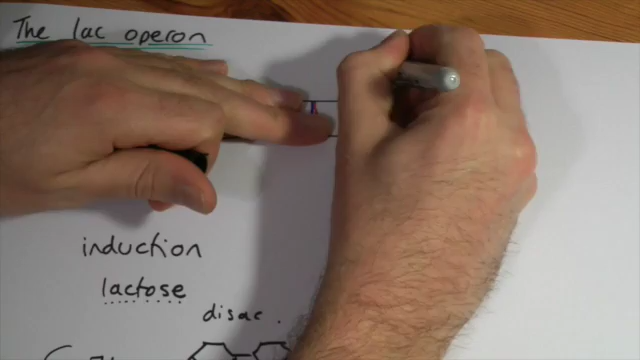 The lac operon
induction
lactose
disac.